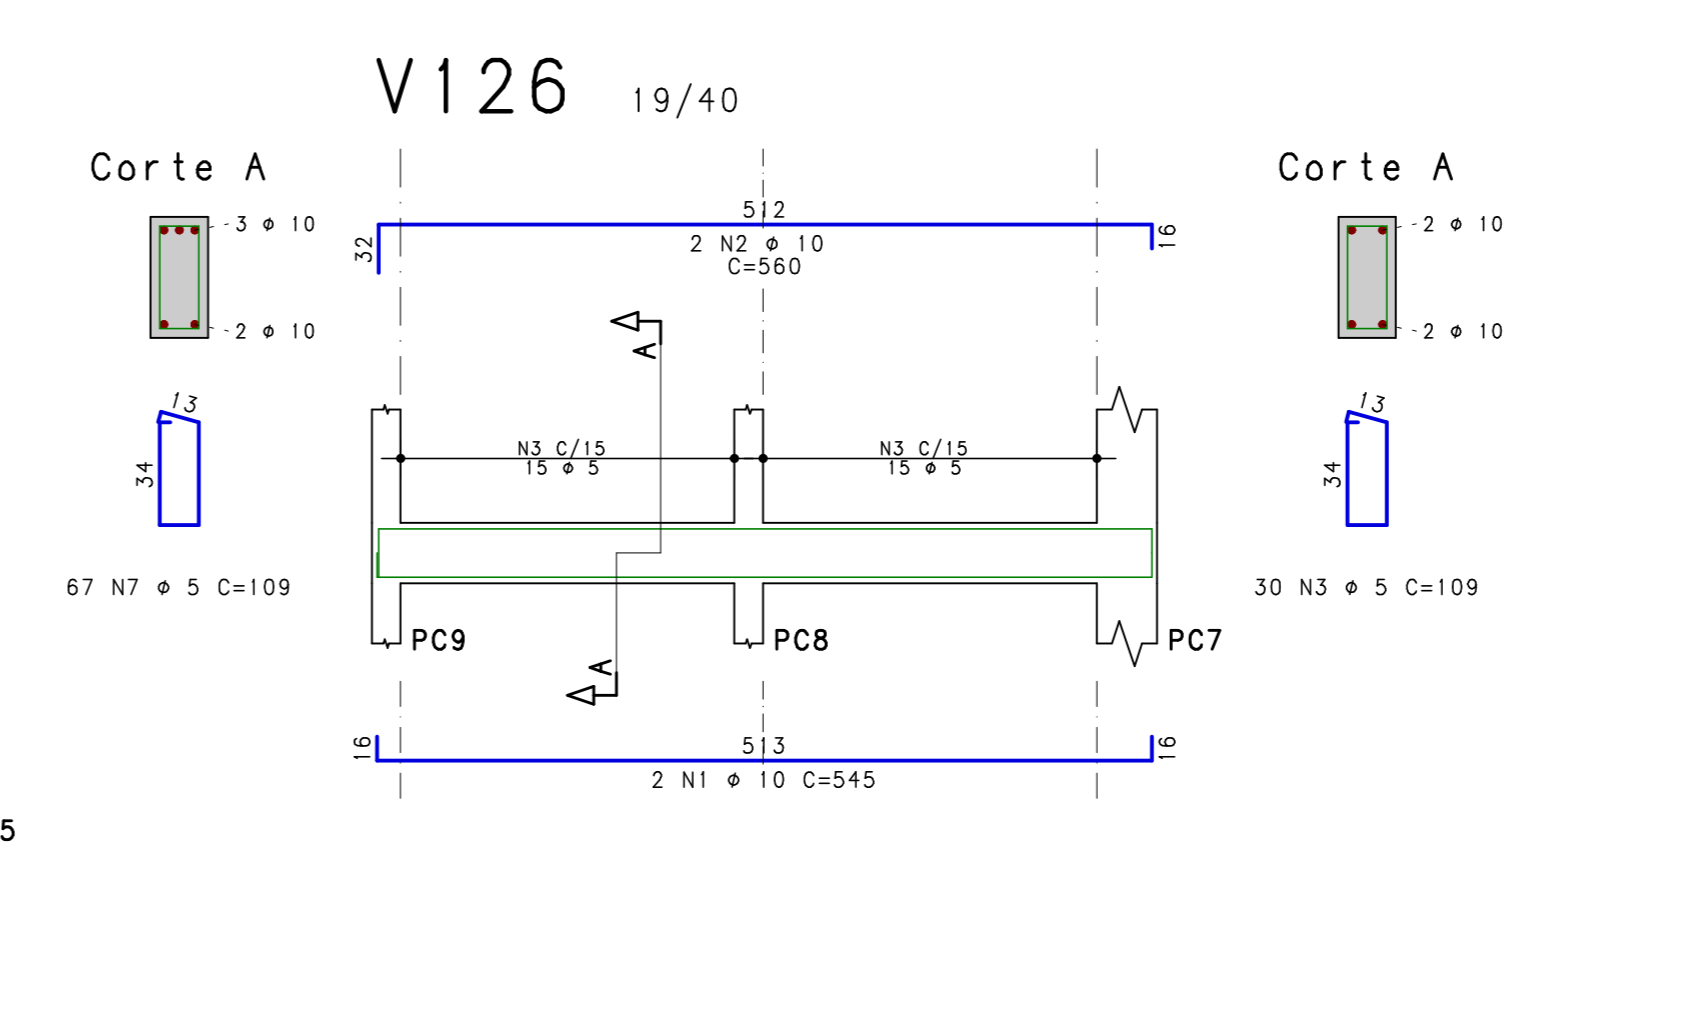 V126 19/40
Corte A
3 ø 10
2 ø 10
13
34
67 N7 ø 5 C=109
512
32
16
2 N2 ø 10
C=560
A
N3 C/15
15 ø 5
N3 C/15
15 ø 5
PC9
PC8
PC7
A
513
16
16
2 N1 ø 10 C=545
Corte A
2 ø 10
2 ø 10
13
34
30 N3 ø 5 C=109
5